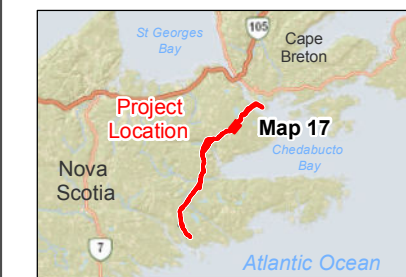 St Georges
Bay
105
Cape
Breton
Project
Location
Map 17
Chedabucto
Bay
Nova
Scotia
7
Atlantic Ocean